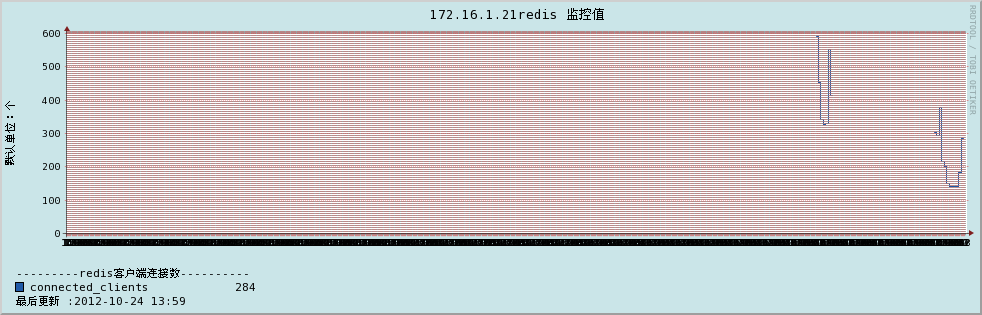 172.16.1.21redis 监控值
RRDTOOL / TOBI OETIKER
默认单位：个
600
500
400
300
200
100
0
---------redis客户端连接数----------
connected_clients 284
最后更新 :2012-10-24 13:59